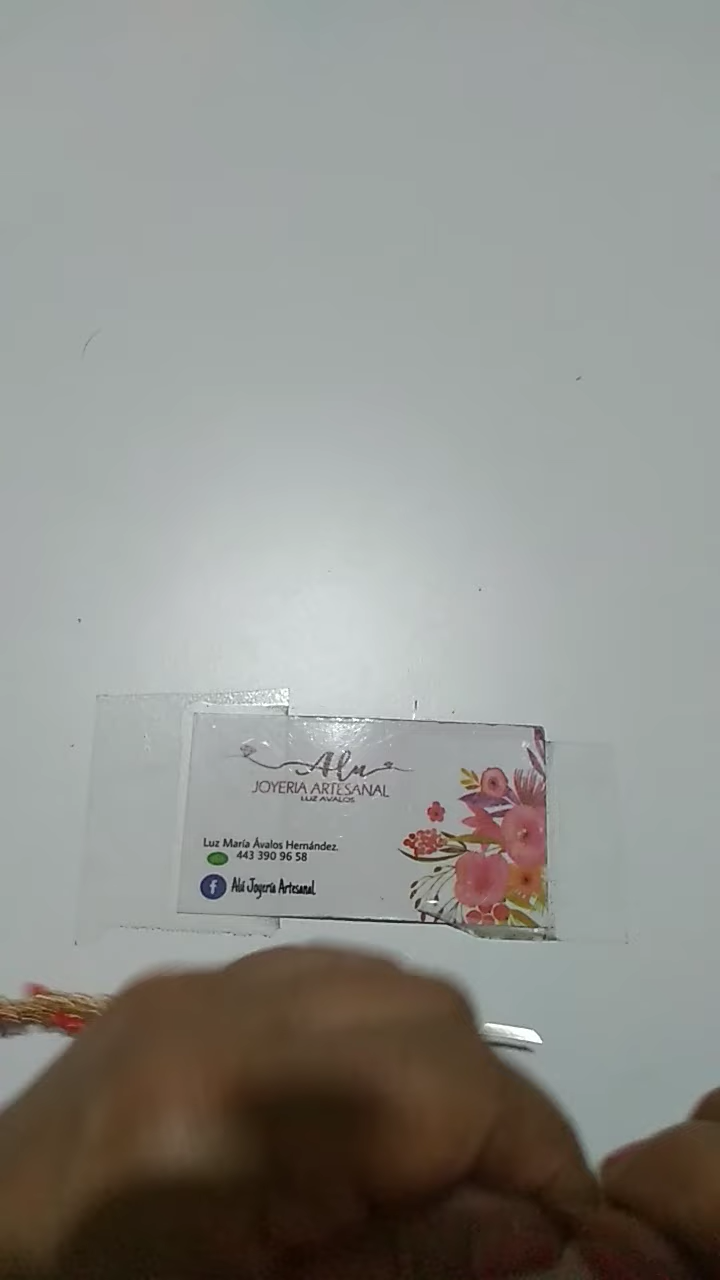 Alu
JOYERIA ARTESANAL
LUZ AVALOS
Luz María Ávalos Hernández.
443 390 96 58
f Alú Joyería Artesanal